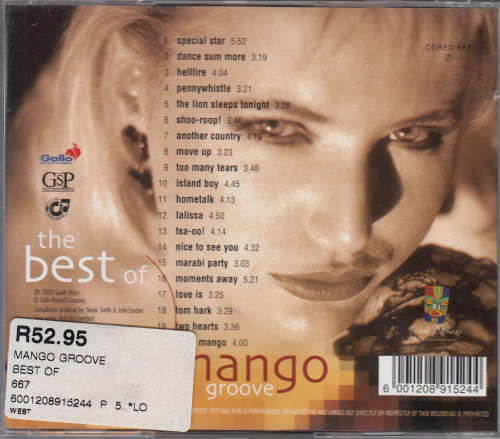 1 special star 5.52
2 dance sum more 3.19
CDRED 667
3 hellfire 4.04
4 pennywhistle 3.21
5 the lion sleeps tonight 3.28
6 shoo-roop! 3.46
7 another country 4.16
8 move up 3.23
9 too many tears 3.48
10 island boy 4.45
11 hometalk 4.13
12 lalissa 4.50
13 tsa-oo! 4.14
14 nice to see you 4.32
15 marabi party 3.03
16 moments away 5.21
17 love is 3.25
18 tom hark 2.39
19 two hearts 3.36
mango 4.00
Gallo
GSP
the
best of
mango
groove
R52.95
MANGO GROOVE
BEST OF
667
6001208915244 P 5..*LO
WEST
6 001208 915244